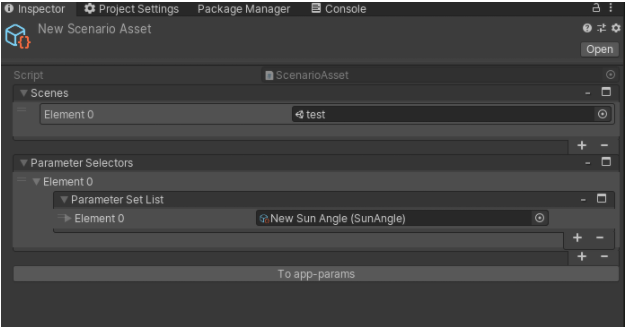 Inspector Project Settings Package Manager Console
New Scenario Asset
Open
Script ScenarioAsset
Scenes
Element 0 test
Parameter Selectors
Element 0
Parameter Set List
Element 0 New Sun Angle (SunAngle)
To app-params